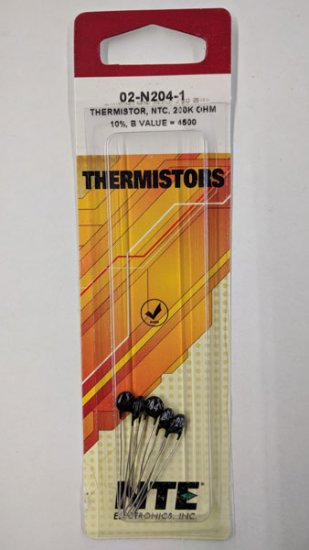 02-N204-1
THERMISTOR, NTC, 200K OHM
10%, B VALUE = 4500
THERMISTORS
NTE
ELECTRONICS, INC.